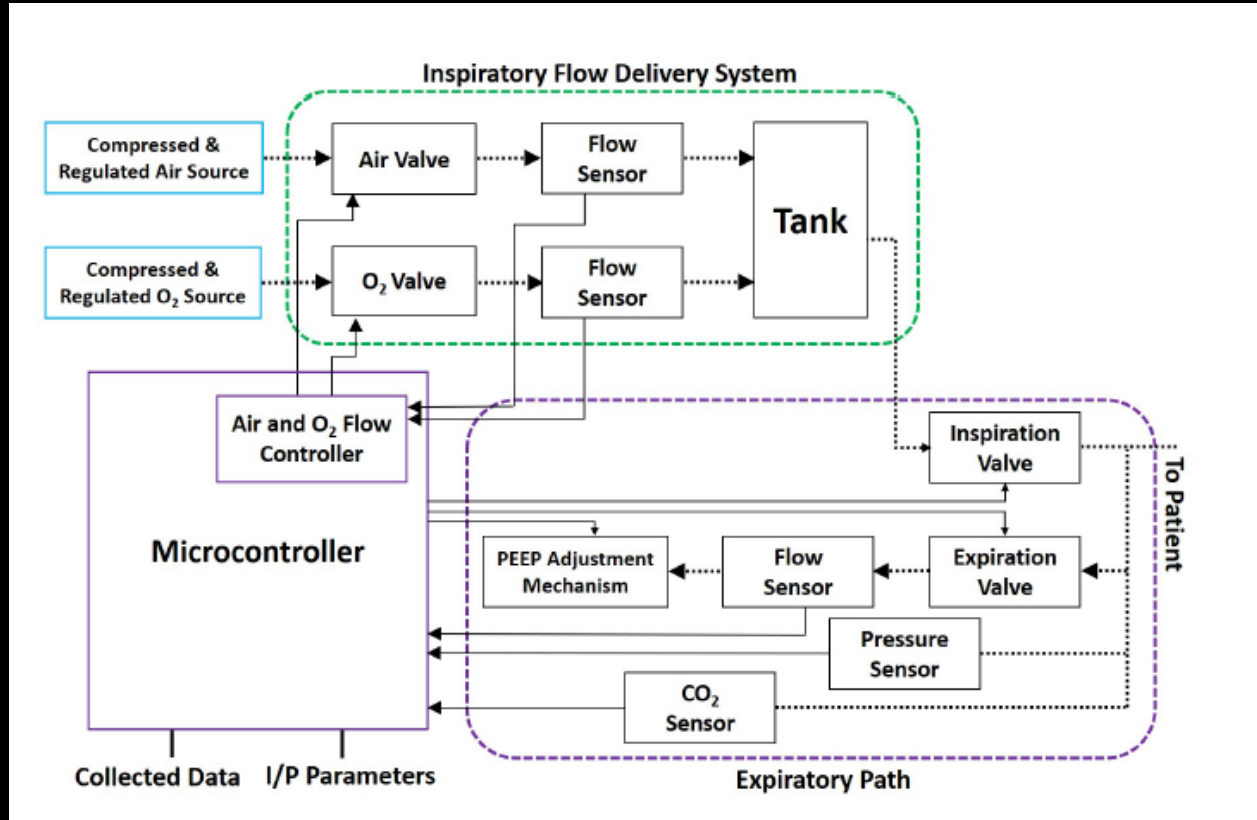 Inspiratory Flow Delivery System
Compressed &
Regulated Air Source
Air Valve
Flow
Sensor
Tank
Compressed &
Regulated O₂ Source
O₂ Valve
Flow
Sensor
Air and O₂ Flow
Controller
Microcontroller
Inspiration
Valve
To Patient
PEEP Adjustment
Mechanism
Flow
Sensor
Expiration
Valve
Pressure
Sensor
CO₂
Sensor
Collected Data
I/P Parameters
Expiratory Path